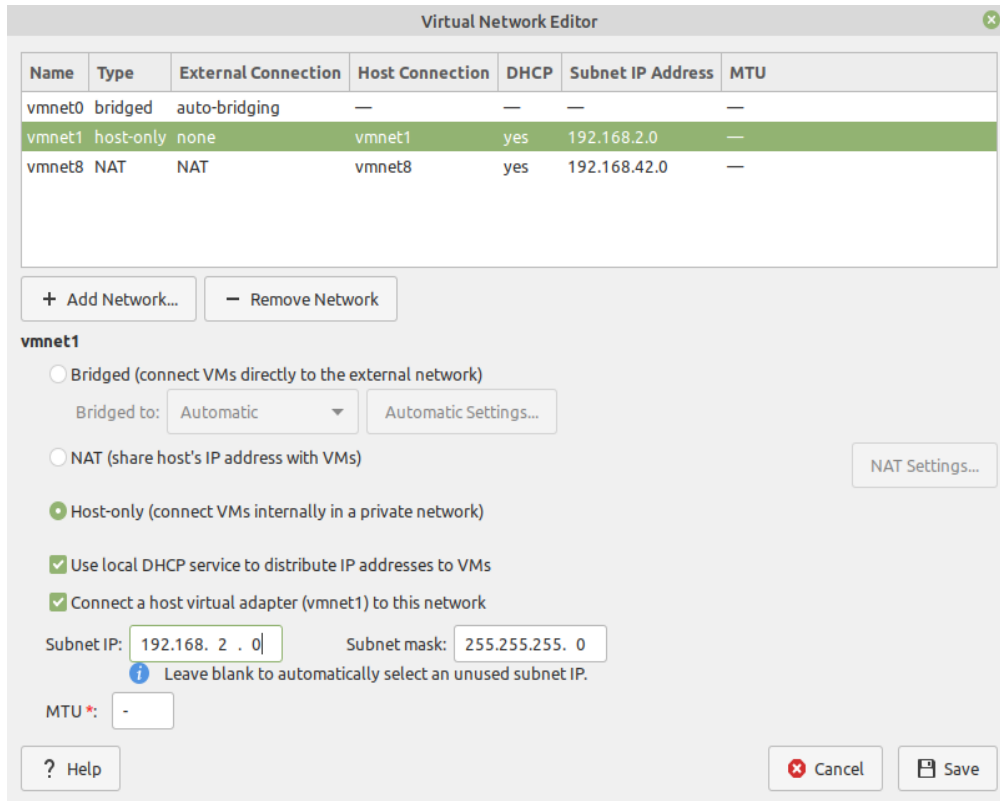 Virtual Network Editor
Name Type External Connection Host Connection DHCP Subnet IP Address MTU
vmnet0 bridged auto-bridging — — — —
vmnet1 host-only none vmnet1 yes 192.168.2.0 —
vmnet8 NAT NAT vmnet8 yes 192.168.42.0 —
+ Add Network... − Remove Network
vmnet1
Bridged (connect VMs directly to the external network)
Bridged to: Automatic Automatic Settings...
NAT (share host's IP address with VMs)
NAT Settings...
Host-only (connect VMs internally in a private network)
Use local DHCP service to distribute IP addresses to VMs
Connect a host virtual adapter (vmnet1) to this network
Subnet IP: 192.168. 2 . 0 Subnet mask: 255.255.255. 0
Leave blank to automatically select an unused subnet IP.
MTU *: -
? Help Cancel Save